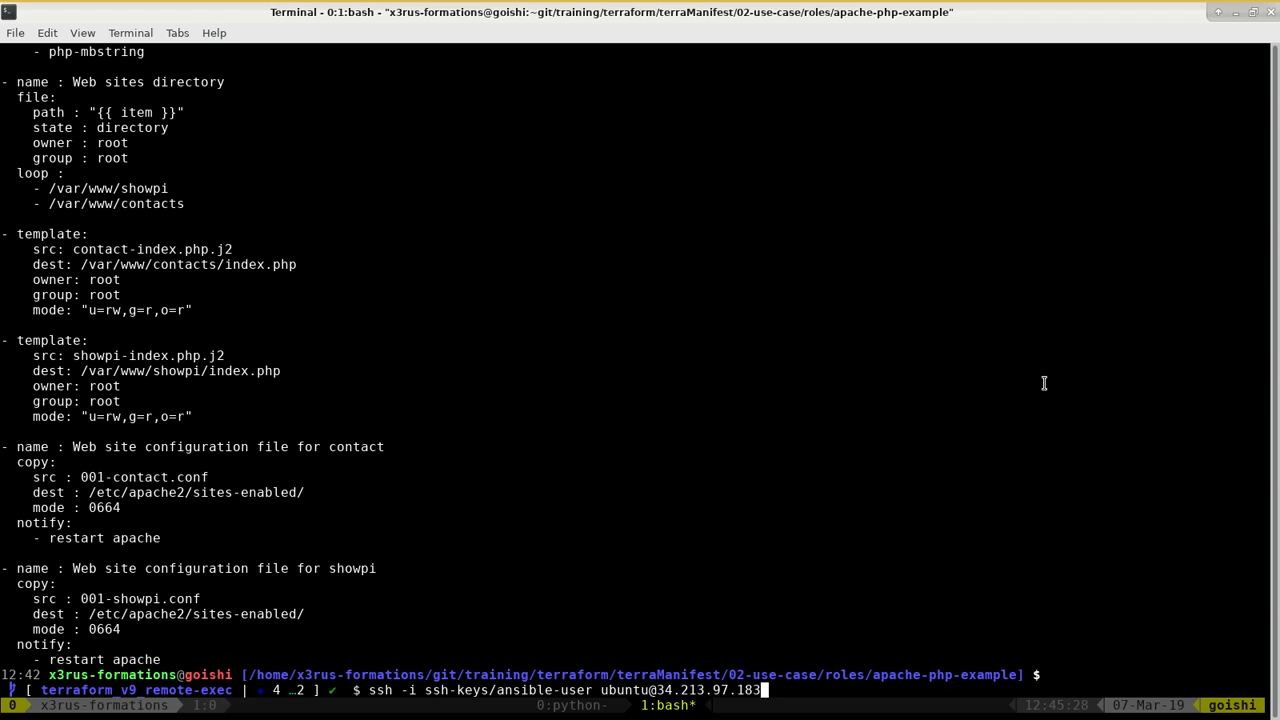 Terminal - 0:1:bash - "x3rus-formations@goishi:~git/training/terraform/terraManifest/02-use-case/roles/apache-php-example"
File Edit View Terminal Tabs Help
    - php-mbstring
- name : Web sites directory
  file:
    path : "{{ item }}"
    state : directory
    owner : root
    group : root
  loop :
    - /var/www/showpi
    - /var/www/contacts
- template:
    src: contact-index.php.j2
    dest: /var/www/contacts/index.php
    owner: root
    group: root
    mode: "u=rw,g=r,o=r"
- template:
    src: showpi-index.php.j2
    dest: /var/www/showpi/index.php
    owner: root
    group: root
    mode: "u=rw,g=r,o=r"
- name : Web site configuration file for contact
  copy:
    src : 001-contact.conf
    dest : /etc/apache2/sites-enabled/
    mode : 0664
  notify:
    - restart apache
- name : Web site configuration file for showpi
  copy:
    src : 001-showpi.conf
    dest : /etc/apache2/sites-enabled/
    mode : 0664
  notify:
    - restart apache
12:42 x3rus-formations@goishi [/home/x3rus-formations/git/training/terraform/terraManifest/02-use-case/roles/apache-php-example] $
[ terraform_v9_remote-exec | 4 …2 ] ✔ $ ssh -i ssh-keys/ansible-user ubuntu@34.213.97.183
0 x3rus-formations 1:0 0:python- 1:bash* 12:45:28 07-Mar-19 goishi